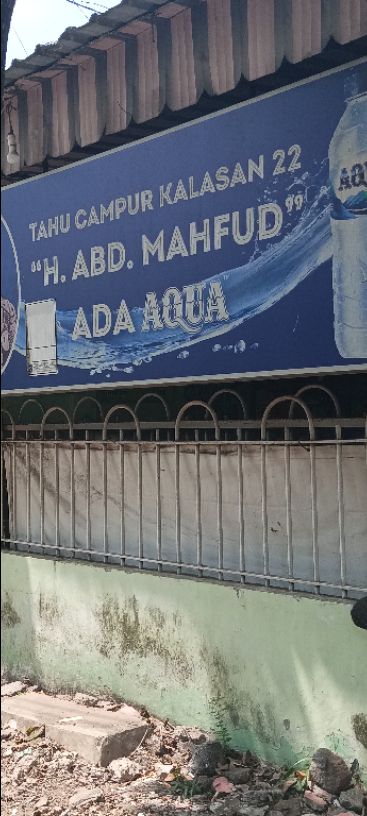 TAHU CAMPUR KALASAN 22
"H. ABD. MAHFUD"
ADA AQUA